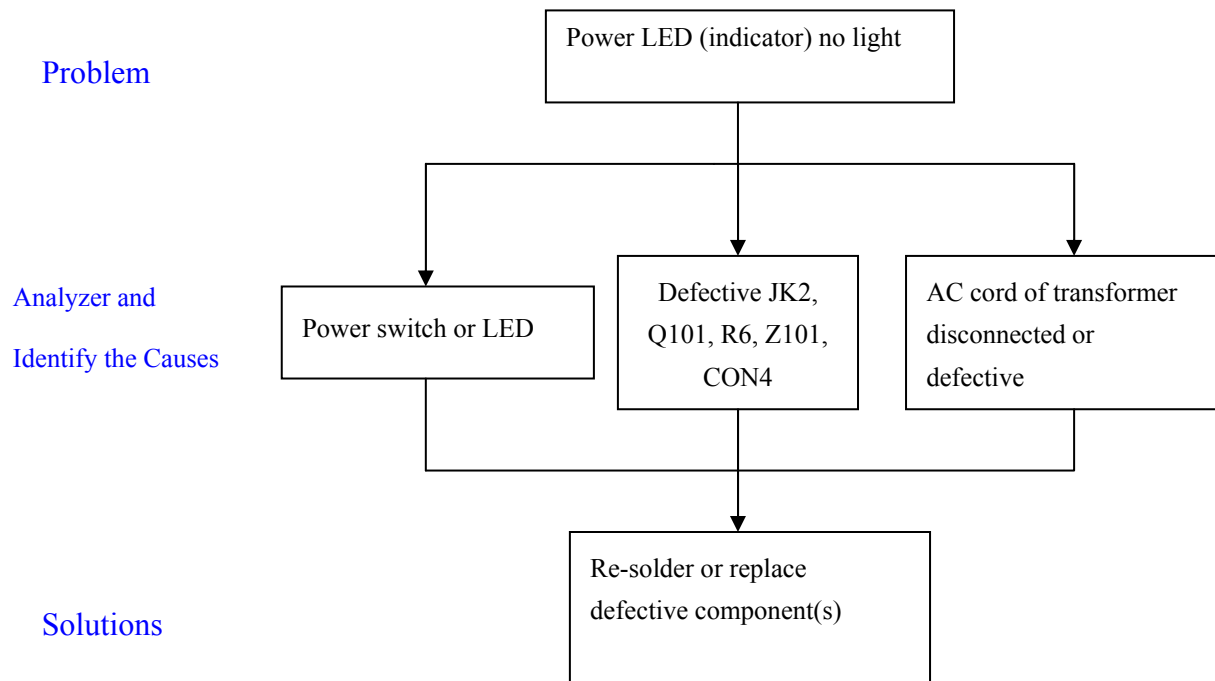 Power LED (indicator) no light
Problem
Analyzer and
Identify the Causes
Power switch or LED
Defective JK2,
Q101, R6, Z101,
CON4
AC cord of transformer
disconnected or
defective
Re-solder or replace
defective component(s)
Solutions